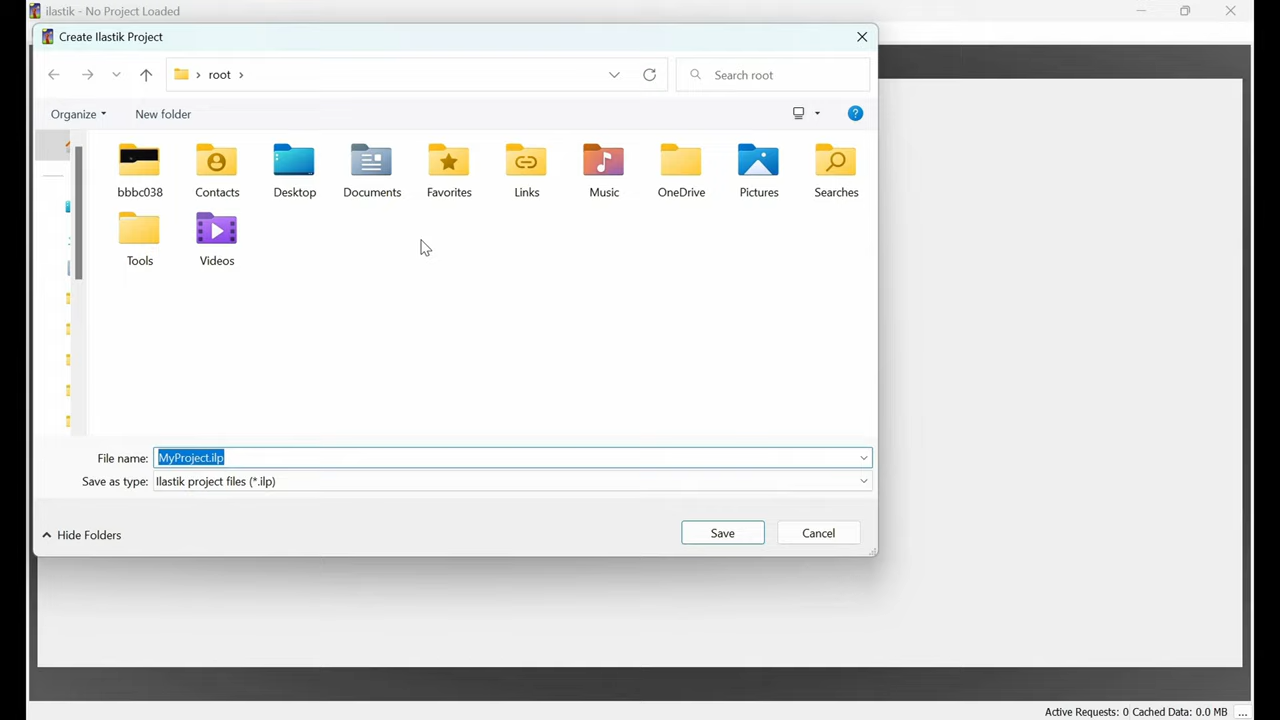 ilastik - No Project Loaded
Create Ilastik Project
root
Search root
Organize
New folder
bbbc038
Contacts
Desktop
Documents
Favorites
Links
Music
OneDrive
Pictures
Searches
Tools
Videos
File name: MyProject.ilp
Save as type: Ilastik project files (*.ilp)
Hide Folders
Save
Cancel
Active Requests: 0 Cached Data: 0.0 MB ...